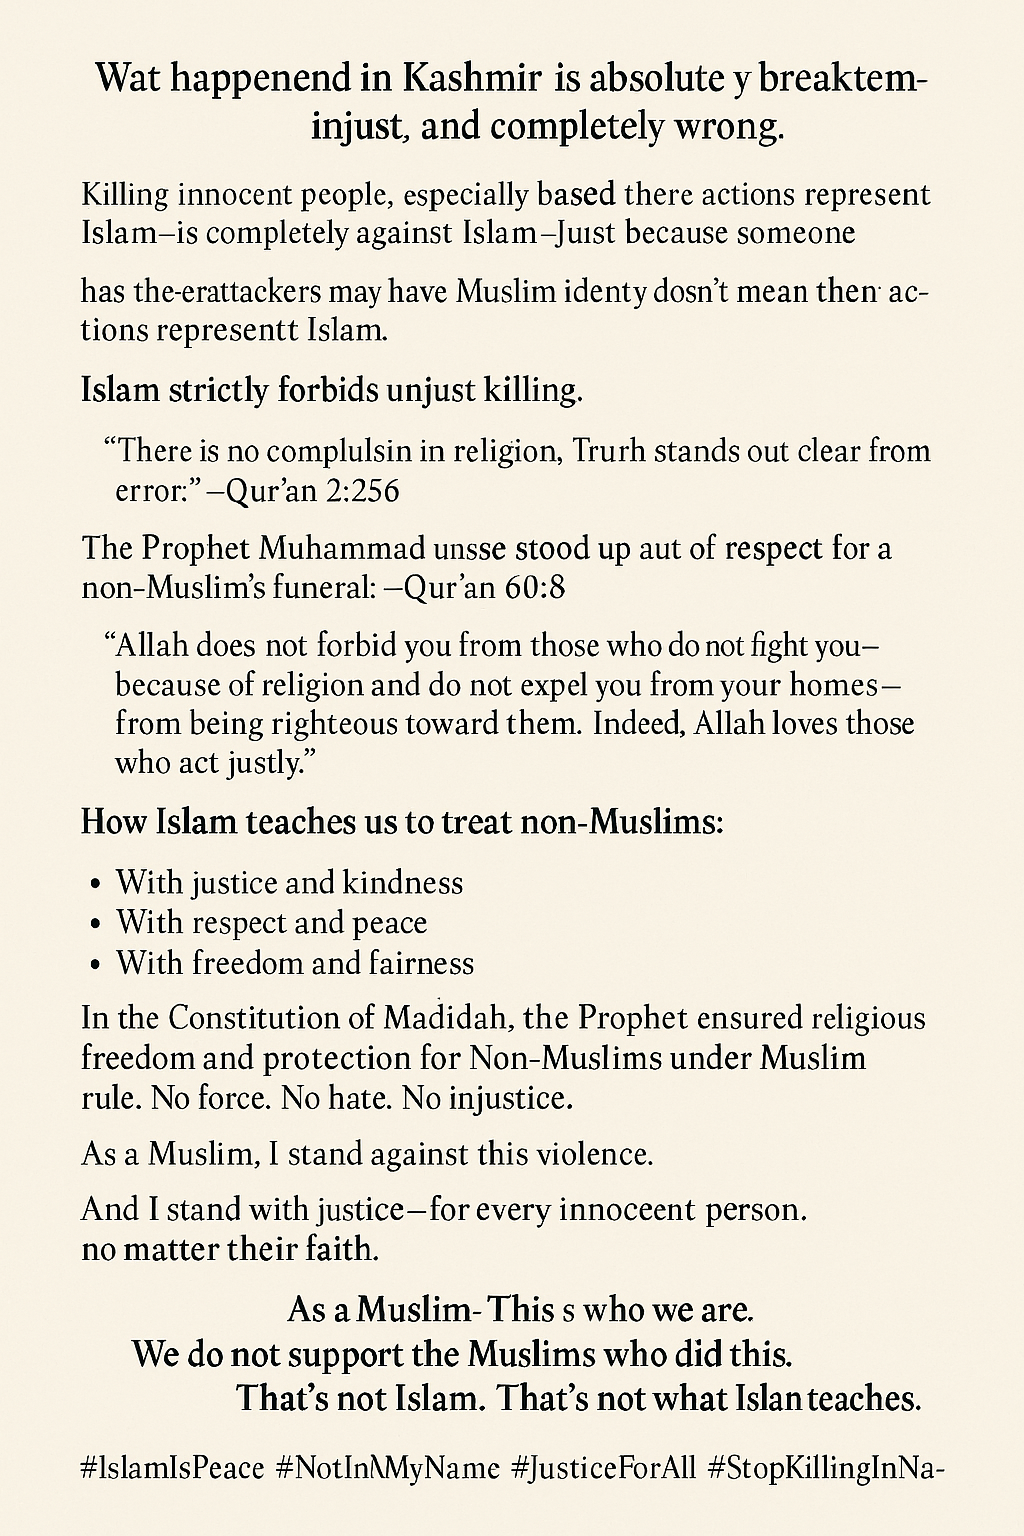 Wat happenend in Kashmir is absolute y breaktem-
injust, and completely wrong.
Killing innocent people, especially based there actions represent
Islam–is completely against Islam–Juıst because someone
has the-erattackers may have Muslim identy dosn’t mean then· ac-
tions representt Islam.
Islam strictly forbids unjust killing.
“There is no complulsin in religion, Trurh stands out clear from
error:” –Qur’an 2:256
The Prophet Muhammad unsse stood up aut of respect for a
non-Muslim’s funeral: –Qur’an 60:8
“Allah does not forbid you from those who do not fight you–
because of religion and do not expel you from your homes–
from being righteous toward them. Indeed, Allah loves those
who act justly.”
How Islam teaches us to treat non-Muslims:
• With justice and kindness
• With respect and peace
• With freedom and fairness
In the Constitution of Madidah, the Prophet ensured religious
freedom and protection for Non-Muslims under Muslim
rule. No force. No hate. No injustice.
As a Muslim, I stand against this violence.
And I stand with justice–for every innoceent person.
no matter their faith.
As a Muslim- This s who we are.
We do not support the Muslims who did this.
That’s not Islam. That’s not what Islan teaches.
#IslamIsPeace #NotIn\MyName #JusticeForAll #StopKillingInNa-